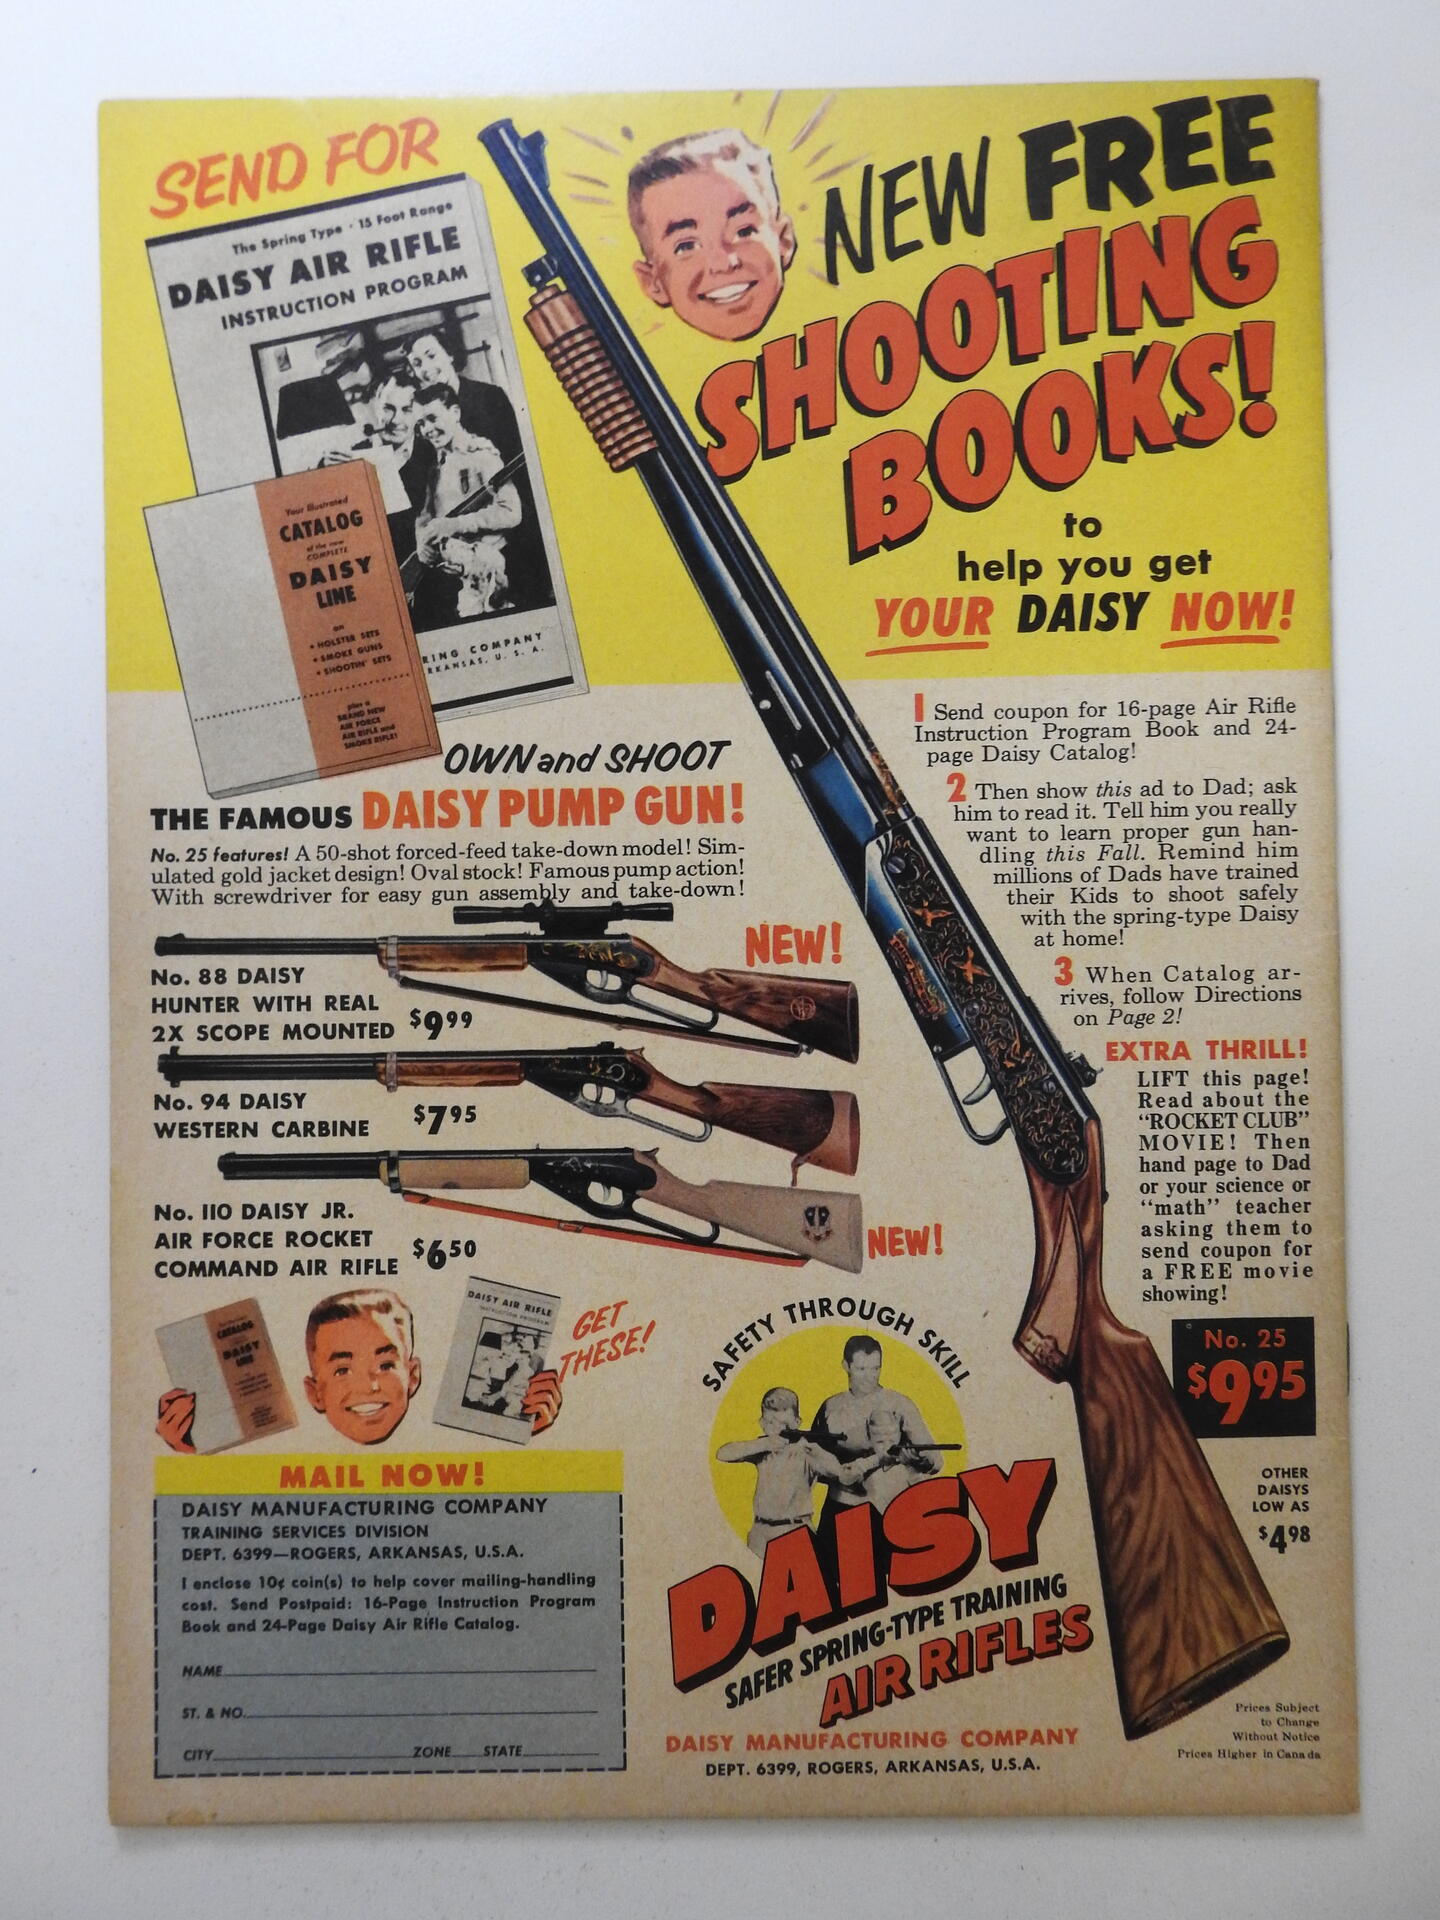 SEND FOR
The Spring Type · 15 Foot Range
DAISY AIR RIFLE
INSTRUCTION PROGRAM
RING COMPANY
RKANSAS, U. S. A.
Your Illustrated
CATALOG
of the new
COMPLETE
DAISY
LINE
on
• HOLSTER SETS
• SMOKE GUNS
• SHOOTIN' SETS
plus a
BRAND NEW
AIR FORCE
AIR RIFLE and
SMOKE RIFLE!
NEW FREE
SHOOTING
BOOKS!
to
help you get
YOUR DAISY NOW!
1 Send coupon for 16-page Air Rifle
Instruction Program Book and 24-
page Daisy Catalog!
2 Then show this ad to Dad; ask
him to read it. Tell him you really
want to learn proper gun han-
dling this Fall. Remind him
millions of Dads have trained
their Kids to shoot safely
with the spring-type Daisy
at home!
3 When Catalog ar-
rives, follow Directions
on Page 2!
EXTRA THRILL!
LIFT this page!
Read about the
"ROCKET CLUB"
MOVIE! Then
hand page to Dad
or your science or
"math" teacher
asking them to
send coupon for
a FREE movie
showing!
No. 25
$995
OTHER
DAISYS
LOW AS
$498
OWN and SHOOT
THE FAMOUS DAISY PUMP GUN!
No. 25 features! A 50-shot forced-feed take-down model! Sim-
ulated gold jacket design! Oval stock! Famous pump action!
With screwdriver for easy gun assembly and take-down!
NEW!
No. 88 DAISY
HUNTER WITH REAL
2X SCOPE MOUNTED $999
No. 94 DAISY
WESTERN CARBINE $795
No. 110 DAISY JR.
AIR FORCE ROCKET
COMMAND AIR RIFLE $650
NEW!
CATALOG
DAISY
LINE
DAISY AIR RIFLE
INSTRUCTION PROGRAM
GET
THESE!
MAIL NOW!
DAISY MANUFACTURING COMPANY
TRAINING SERVICES DIVISION
DEPT. 6399—ROGERS, ARKANSAS, U.S.A.
I enclose 10¢ coin(s) to help cover mailing-handling
cost. Send Postpaid: 16-Page Instruction Program
Book and 24-Page Daisy Air Rifle Catalog.
NAME
ST. & NO.
CITY ZONE STATE
SAFETY THROUGH SKILL
DAISY
SAFER SPRING-TYPE TRAINING
AIR RIFLES
DAISY MANUFACTURING COMPANY
DEPT. 6399, ROGERS, ARKANSAS, U.S.A.
Prices Subject
to Change
Without Notice
Prices Higher in Canada